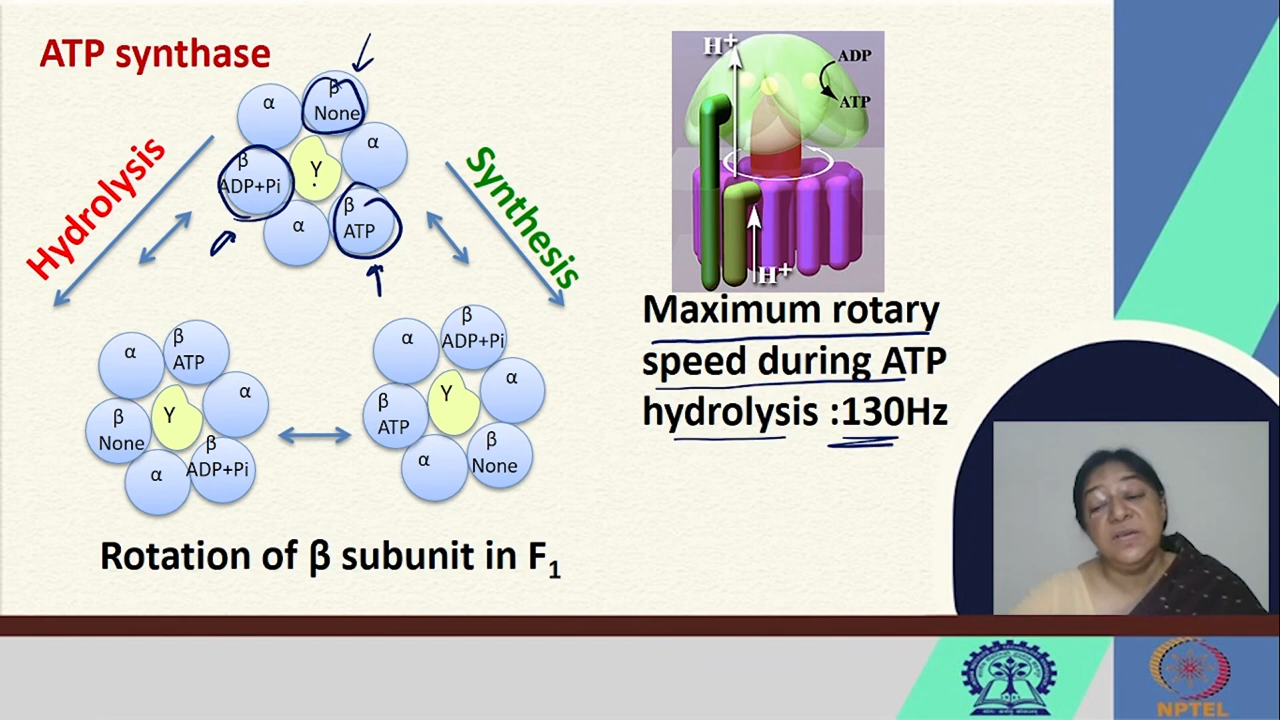 ATP synthase
Hydrolysis
Synthesis
α
β
None
β
ADP+Pi
Y
α
α
β
ATP
α
β
ATP
β
None
Y
α
α
β
ADP+Pi
α
β
ADP+Pi
β
ATP
Y
α
α
β
None
Rotation of β subunit in F₁
H⁺
ADP
ATP
H⁺
Maximum rotary
speed during ATP
hydrolysis :130Hz
NPTEL